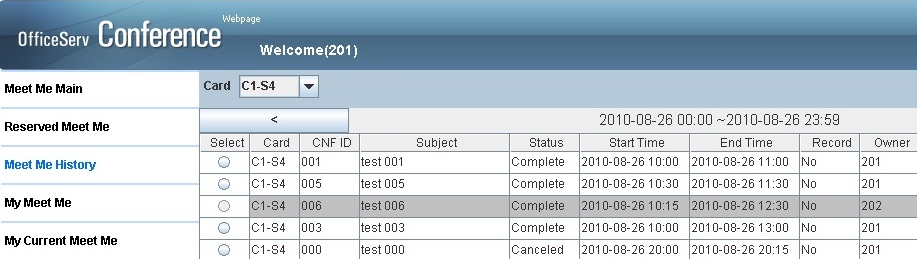 OfficeServ Conference Webpage
Welcome(201)
Meet Me Main
Reserved Meet Me
Meet Me History
My Meet Me
My Current Meet Me
Card C1-S4
< 2010-08-26 00:00 ~2010-08-26 23:59
Select Card CNF ID Subject Status Start Time End Time Record Owner
C1-S4 001 test 001 Complete 2010-08-26 10:00 2010-08-26 11:00 No 201
C1-S4 005 test 005 Complete 2010-08-26 10:30 2010-08-26 11:30 No 201
C1-S4 006 test 006 Complete 2010-08-26 10:15 2010-08-26 12:30 No 202
C1-S4 003 test 003 Complete 2010-08-26 10:00 2010-08-26 13:00 No 201
C1-S4 000 test 000 Canceled 2010-08-26 20:00 2010-08-26 20:15 No 201